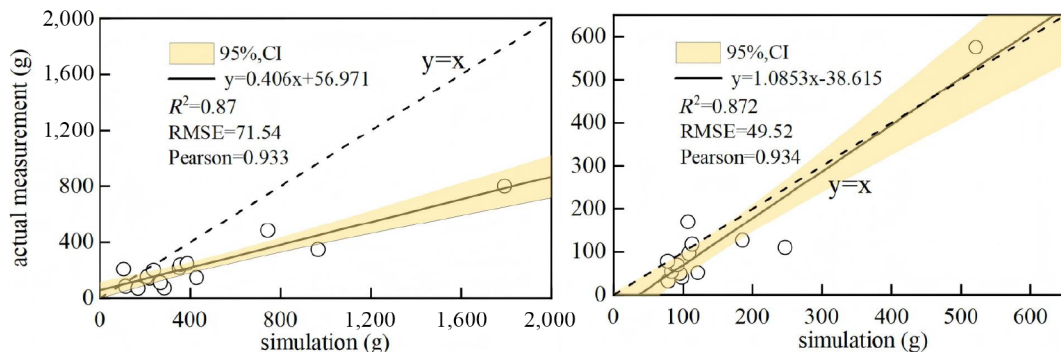 actual measurement (g)
2,000
1,600
1,200
800
400
0
95%,CI
y=0.406x+56.971
R²=0.87
RMSE=71.54
Pearson=0.933
y=x
0 400 800 1,200 1,600 2,000
simulation (g)
600
500
400
300
200
100
0
95%,CI
y=1.0853x-38.615
R²=0.872
RMSE=49.52
Pearson=0.934
y=x
0 100 200 300 400 500 600
simulation (g)